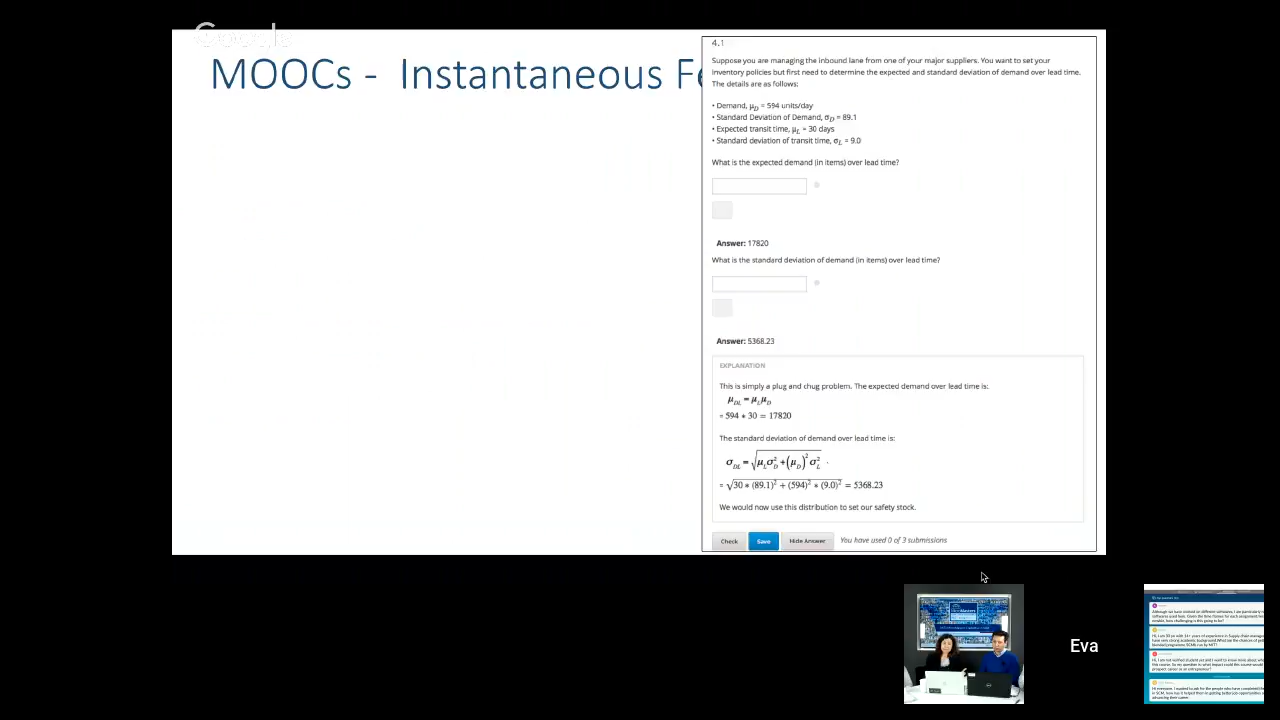 Google
MOOCs - Instantaneous Fe
4.1
Suppose you are managing the inbound lane from one of your major suppliers. You want to set your
inventory policies but first need to determine the expected and standard deviation of demand over lead time.
The details are as follows:
• Demand, μD = 594 units/day
• Standard Deviation of Demand, σD = 89.1
• Expected transit time, μL = 30 days
• Standard deviation of transit time, σL = 9.0
What is the expected demand (in items) over lead time?
Answer: 17820
What is the standard deviation of demand (in items) over lead time?
Answer: 5368.23
EXPLANATION
This is simply a plug and chug problem. The expected demand over lead time is:
μDL = μLμD
= 594 * 30 = 17820
The standard deviation of demand over lead time is:
σDL = √μLσ²D + (μD)²σ²L .
= √30 * (89.1)² + (594)² * (9.0)² = 5368.23
We would now use this distribution to set our safety stock.
Check Save Hide Answer You have used 0 of 3 submissions
Eva